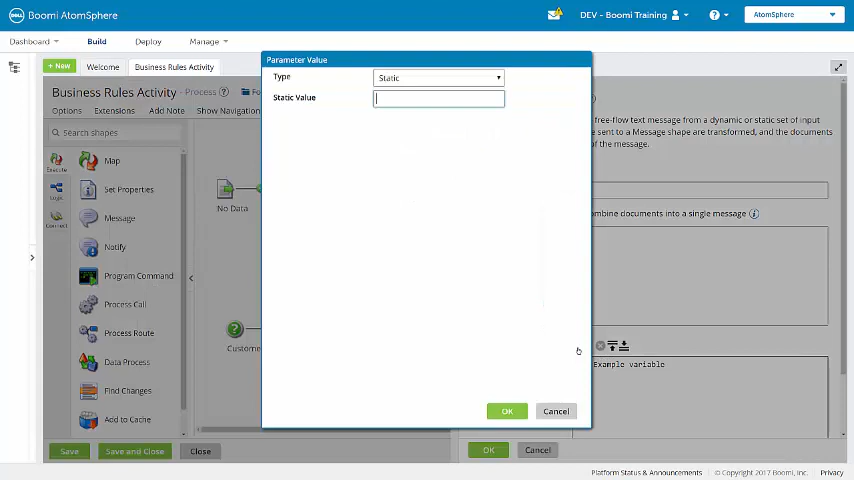 DELL Boomi AtomSphere
DEV - Boomi Training
AtomSphere
Dashboard
Build
Deploy
Manage
+ New
Welcome
Business Rules Activity
Business Rules Activity - Process
Fo
Options
Extensions
Add Note
Show Navigation
Search shapes
Execute
Logic
Connect
Map
Set Properties
Message
Notify
Program Command
Process Call
Process Route
Data Process
Find Changes
Add to Cache
No Data
Custome
Save
Save and Close
Close
Parameter Value
Type
Static
Static Value
OK
Cancel
free-flow text message from a dynamic or static set of input
e sent to a Message shape are transformed, and the documents
of the message.
ombine documents into a single message
Example variable
OK
Cancel
Platform Status & Announcements
© Copyright 2017 Boomi, Inc.
Privacy